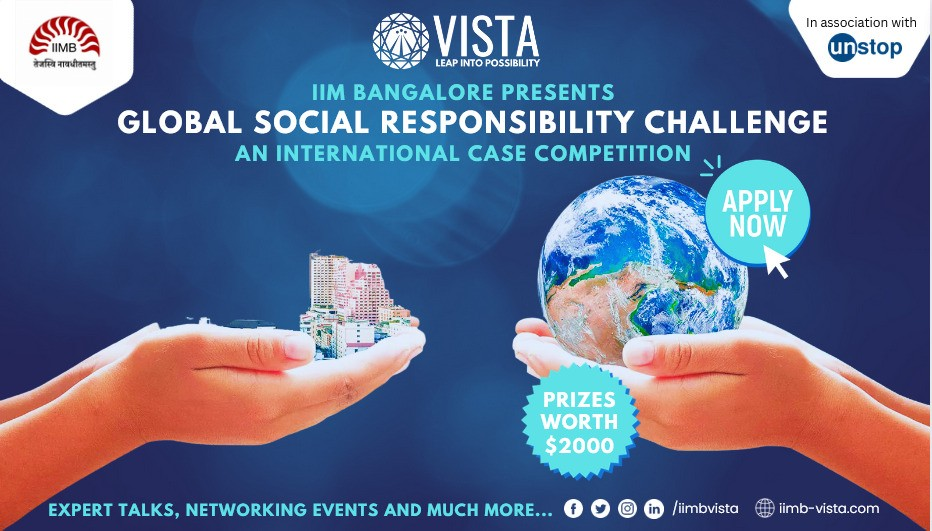 IIMB
तेजस्वि नावधीतमस्तु
VISTA
LEAP INTO POSSIBILITY
In association with
unstop
IIM BANGALORE PRESENTS
GLOBAL SOCIAL RESPONSIBILITY CHALLENGE
AN INTERNATIONAL CASE COMPETITION
APPLY
NOW
PRIZES
WORTH
$2000
EXPERT TALKS, NETWORKING EVENTS AND MUCH MORE... /iimbvista iimb-vista.com